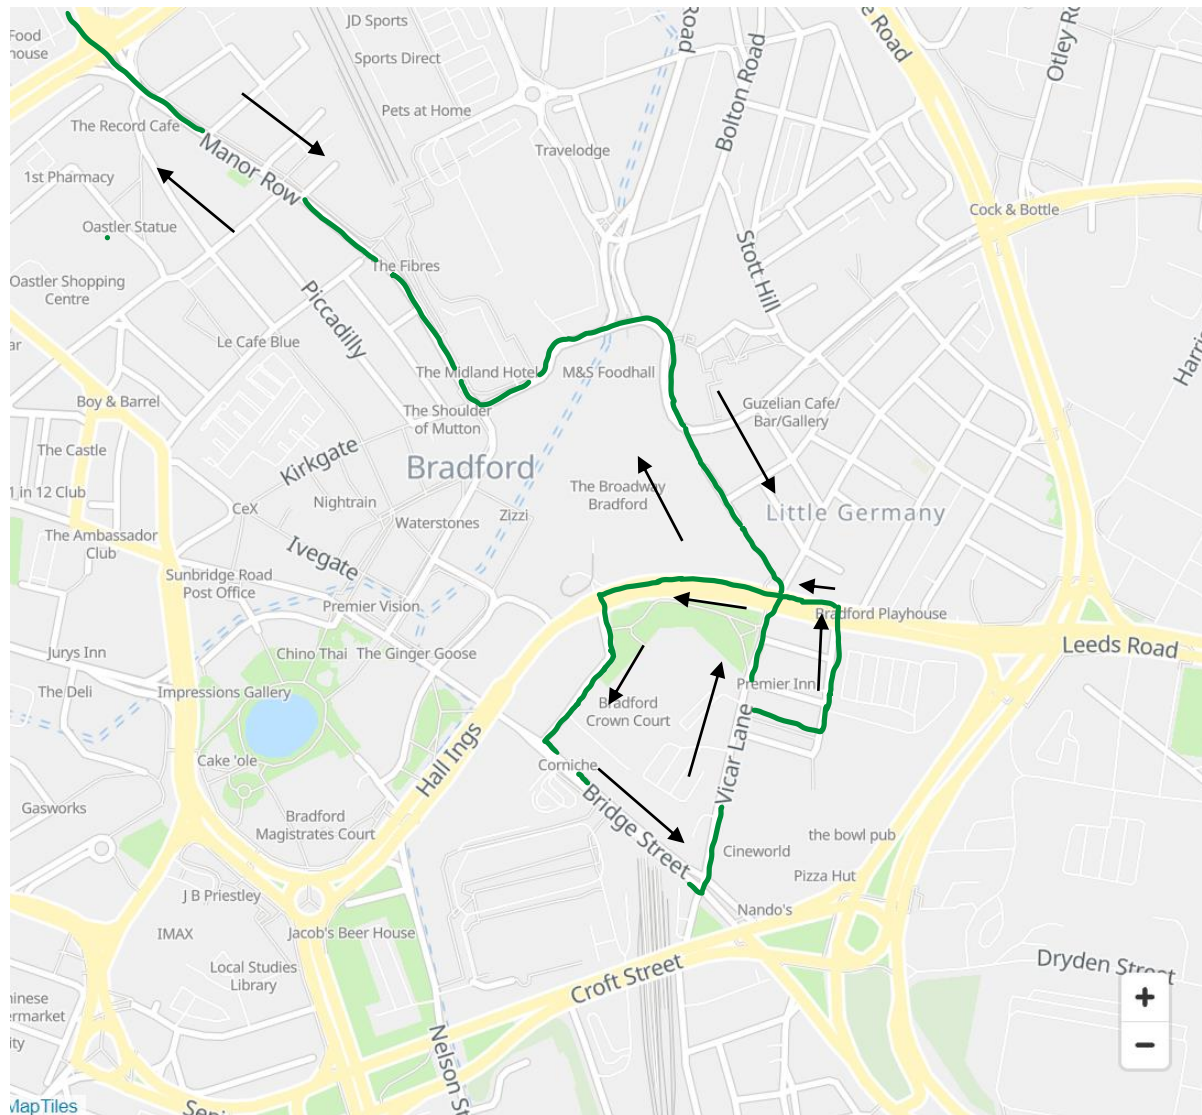 Food
house
JD Sports
Sports Direct
Pets at Home
Road
Bolton Road
Road
Otley
The Record Cafe
Manor Row
1st Pharmacy
Travelodge
Cock & Bottle
Oastler Statue
The Fibres
Oastler Shopping
Centre
Stott Hill
Piccadilly
Le Cafe Blue
The Midland Hotel
M&S Foodhall
Boy & Barrel
The Shoulder
of Mutton
Guzelian Cafe/
Bar/Gallery
The Castle
Kirkgate
Bradford
1 in 12 Club
Nightrain
The Broadway
Bradford
CeX
Waterstones
Zizzi
Little Germany
The Ambassador
Club
Ivegate
Sunbridge Road
Post Office
Premier Vision
Bradford Playhouse
Leeds Road
Jurys Inn
Chino Thai
The Ginger Goose
The Deli
Impressions Gallery
Premier Inn
Bradford
Crown Court
Vicar Lane
Hall Ings
Cake 'ole
Corniche
Bridge Street
Gasworks
Bradford
Magistrates Court
the bowl pub
Cineworld
Pizza Hut
J B Priestley
Nando's
IMAX
Jacob's Beer House
Local Studies
Library
Croft Street
Dryden Street
+
−
Nelson St
MapTiles